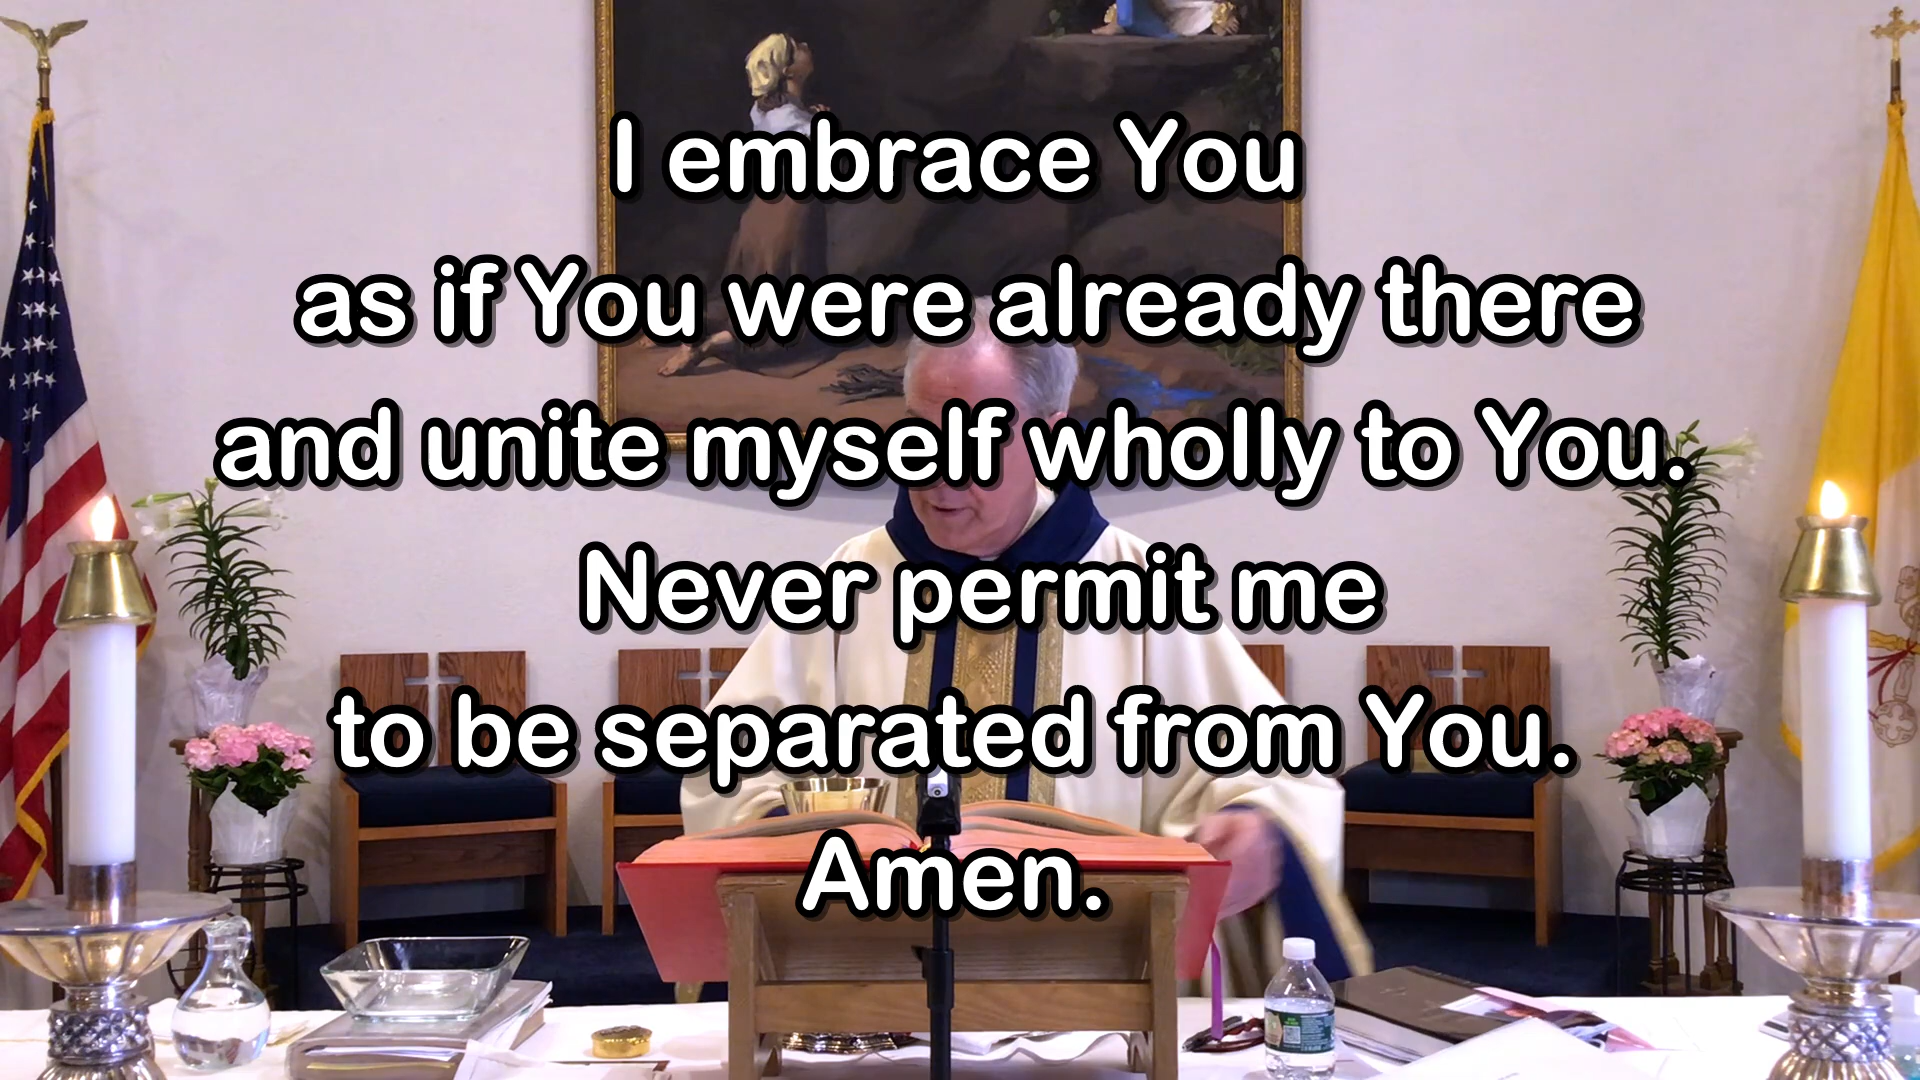 I embrace You
as if You were already there
and unite myself wholly to You.
Never permit me
to be separated from You.
Amen.